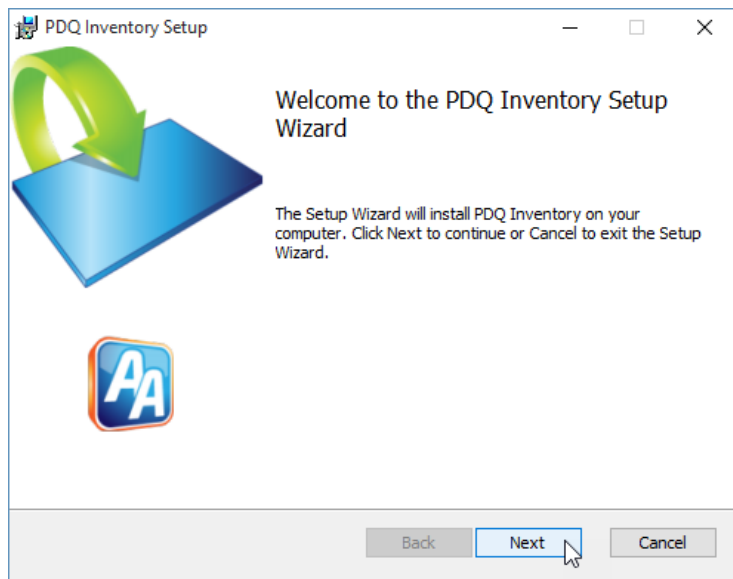 PDQ Inventory Setup
Welcome to the PDQ Inventory Setup
Wizard
The Setup Wizard will install PDQ Inventory on your
computer. Click Next to continue or Cancel to exit the Setup
Wizard.
AA
Back Next Cancel